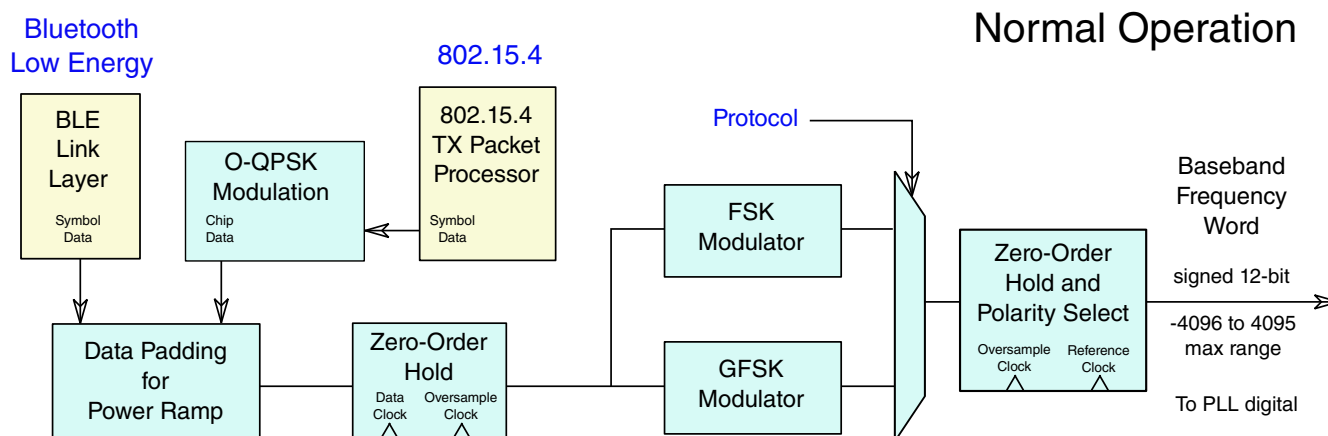 Normal Operation
Bluetooth
Low Energy
802.15.4
BLE
Link
Layer
Symbol
Data
O-QPSK
Modulation
Chip
Data
802.15.4
TX Packet
Processor
Symbol
Data
Protocol
FSK
Modulator
GFSK
Modulator
Data Padding
for
Power Ramp
Zero-Order
Hold
Data
Clock
Oversample
Clock
Zero-Order
Hold and
Polarity Select
Oversample
Clock
Reference
Clock
Baseband
Frequency
Word
signed 12-bit
-4096 to 4095
max range
To PLL digital